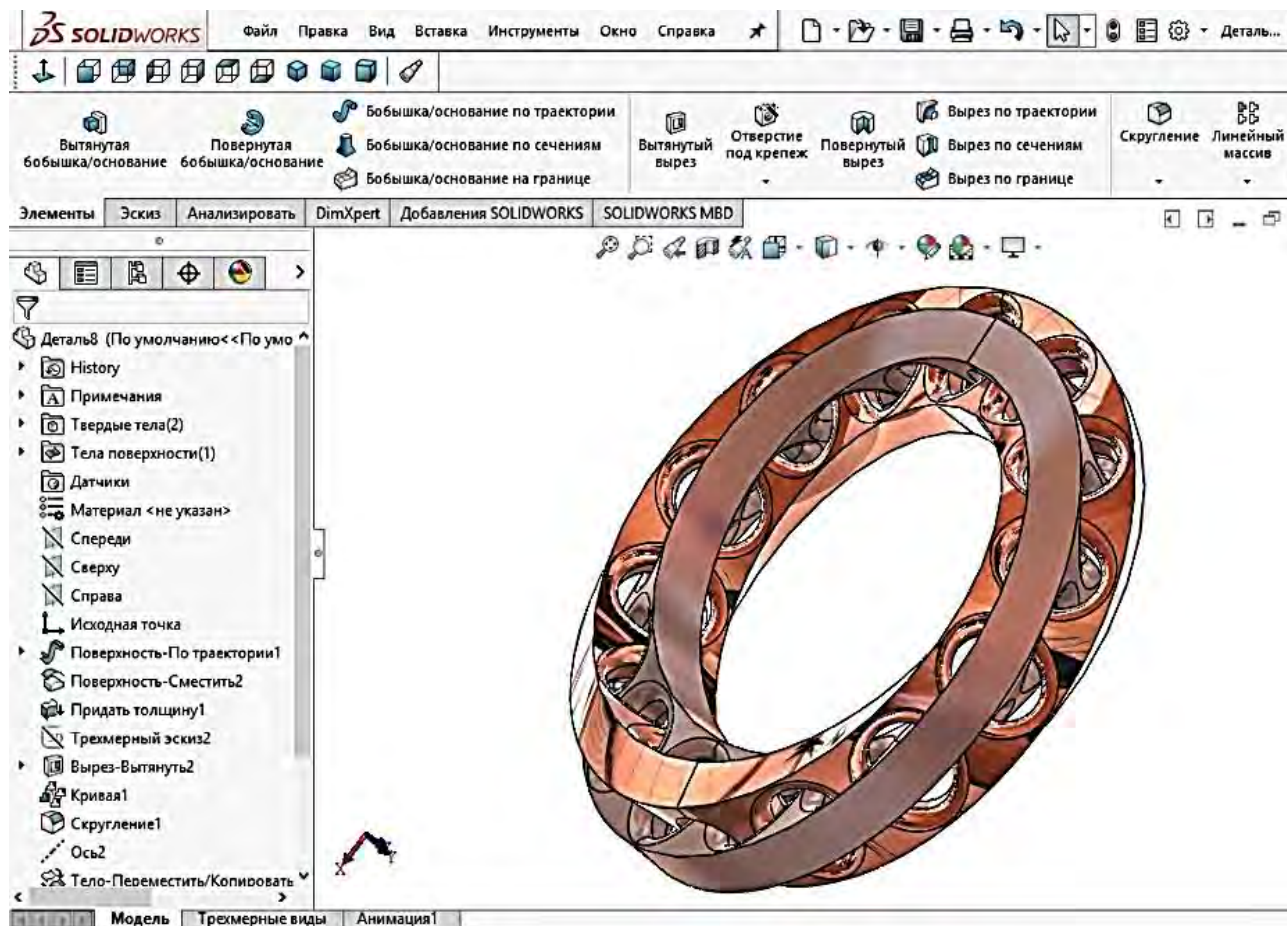 SOLIDWORKS Файл Правка Вид Вставка Инструменты Окно Справка Деталь...
Вытянутая бобышка/основание
Повернутая бобышка/основание
Бобышка/основание по траектории
Бобышка/основание по сечениям
Бобышка/основание на границе
Вытянутый вырез
Отверстие под крепеж
Повернутый вырез
Вырез по траектории
Вырез по сечениям
Вырез по границе
Скругление
Линейный массив
Элементы Эскиз Анализировать DimXpert Добавления SOLIDWORKS SOLIDWORKS MBD
Деталь8 (По умолчанию<<По умо
History
Примечания
Твердые тела(2)
Тела поверхности(1)
Датчики
Материал <не указан>
Спереди
Сверху
Справа
Исходная точка
Поверхность-По траектории1
Поверхность-Сместить2
Придать толщину1
Трехмерный эскиз2
Вырез-Вытянуть2
Кривая1
Скругление1
Ось2
Тело-Переместить/Копировать
X Y
Модель Трехмерные виды Анимация1